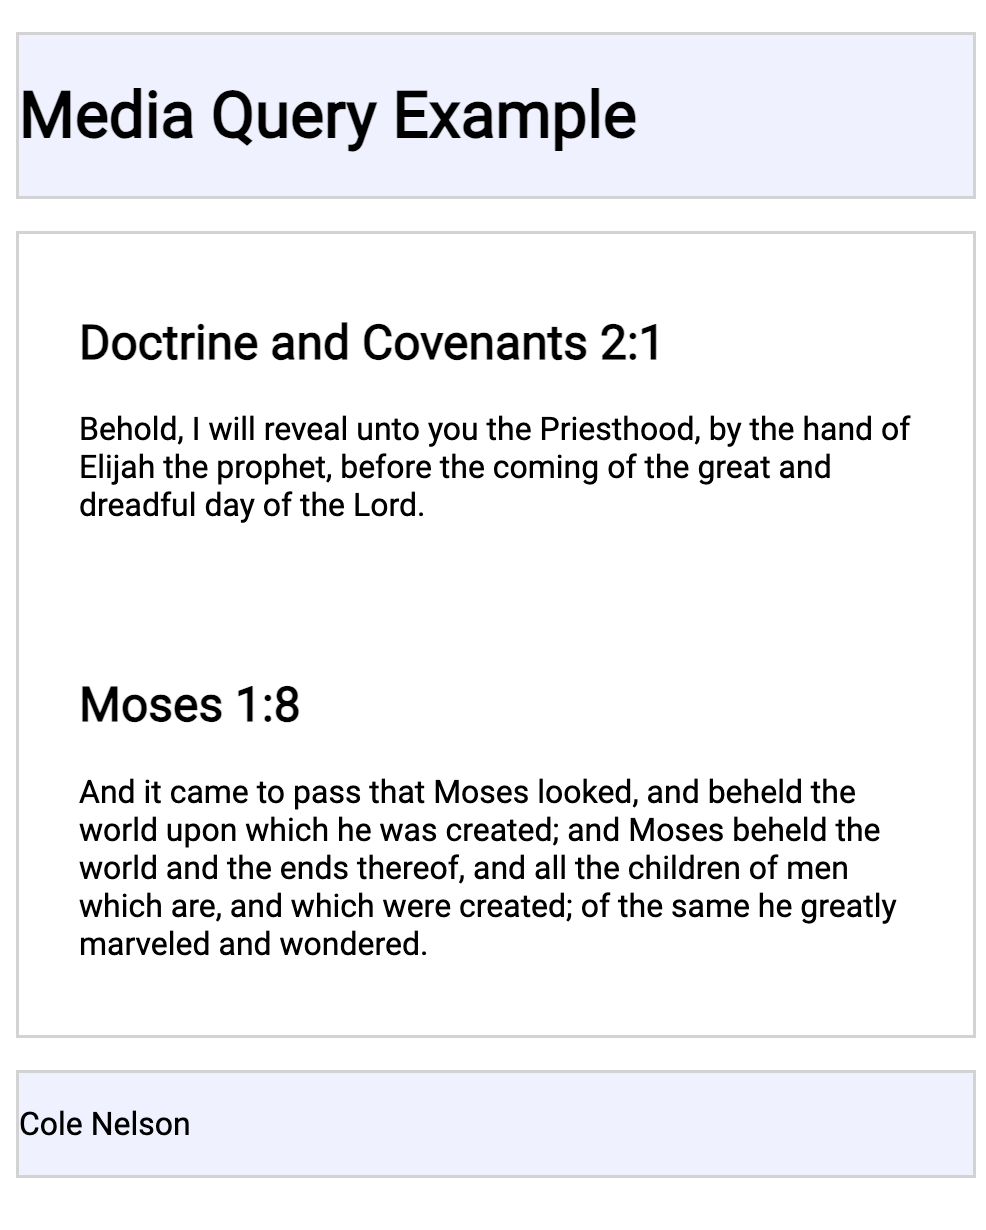 Media Query Example
Doctrine and Covenants 2:1
Behold, I will reveal unto you the Priesthood, by the hand of
Elijah the prophet, before the coming of the great and
dreadful day of the Lord.
Moses 1:8
And it came to pass that Moses looked, and beheld the
world upon which he was created; and Moses beheld the
world and the ends thereof, and all the children of men
which are, and which were created; of the same he greatly
marveled and wondered.
Cole Nelson